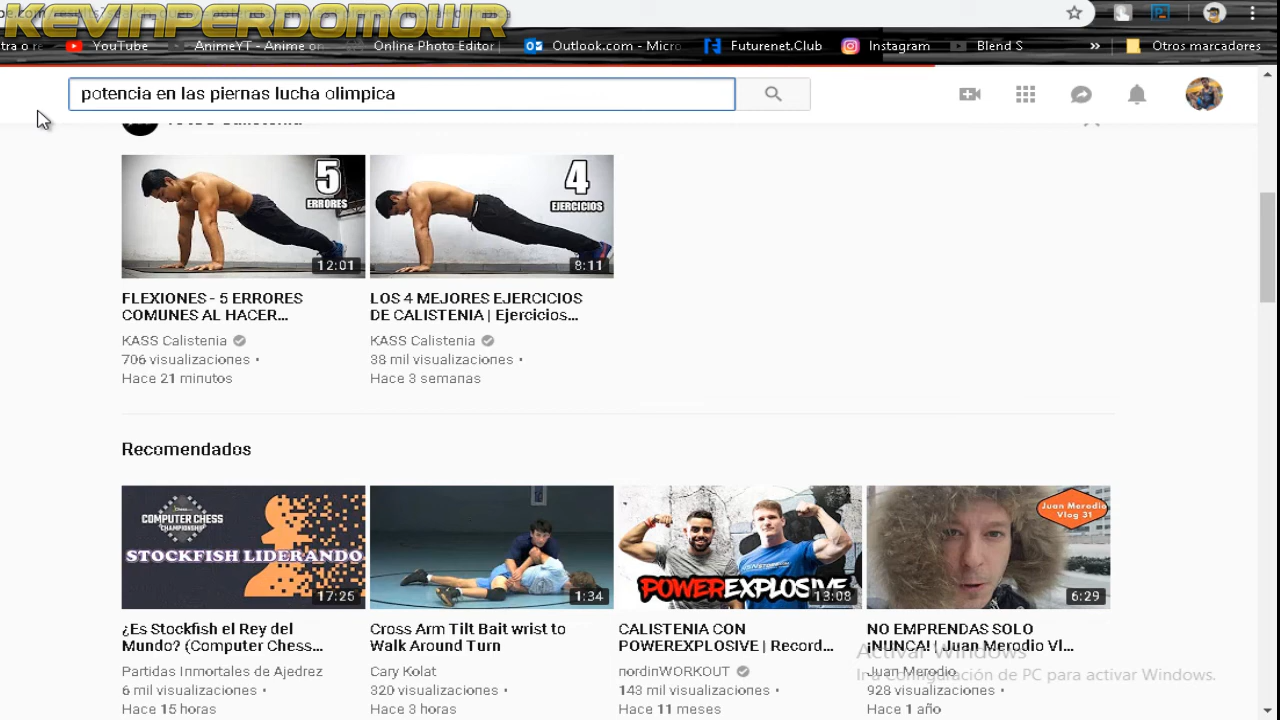 KEVINPERDOMOWR
YouTube
AnimeYT - Anime on
Online Photo Editor
Outlook.com - Micro
Futurenet.Club
Instagram
Blend S
»
Otros marcadores
potencia en las piernas lucha olimpica
5
ERRORES
12:01
4
EJERCICIOS
8:11
FLEXIONES - 5 ERRORES
COMUNES AL HACER...
LOS 4 MEJORES EJERCICIOS
DE CALISTENIA | Ejercicios...
KASS Calistenia
706 visualizaciones •
Hace 21 minutos
KASS Calistenia
38 mil visualizaciones •
Hace 3 semanas
Recomendados
COMPUTER CHESS
CHAMPIONSHIP
STOCKFISH LIDERANDO
17:25
1:34
POWEREXPLOSIVE
13:08
Juan Merodio
Vlog 31
6:29
¿Es Stockfish el Rey del
Mundo? (Computer Chess...
Cross Arm Tilt Bait wrist to
Walk Around Turn
CALISTENIA CON
POWEREXPLOSIVE | Record...
NO EMPRENDAS SOLO
¡NUNCA! | Juan Merodio Vl...
Partidas Inmortales de Ajedrez
6 mil visualizaciones •
Hace 15 horas
Cary Kolat
320 visualizaciones •
Hace 3 horas
nordinWORKOUT
143 mil visualizaciones •
Hace 11 meses
Juan Merodio
928 visualizaciones •
Hace 1 año
Activar Windows
Ir a Configuración de PC para activar Windows.